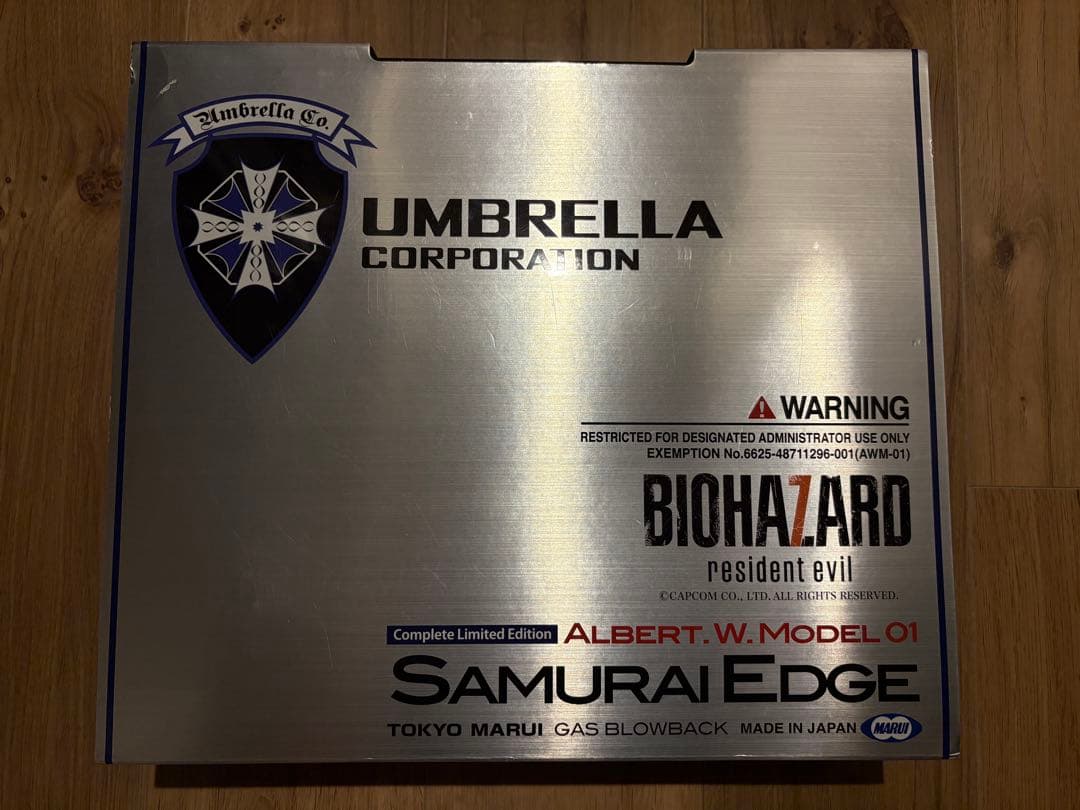 Umbrella Co.
UMBRELLA
CORPORATION
WARNING
RESTRICTED FOR DESIGNATED ADMINISTRATOR USE ONLY
EXEMPTION No.6625-48711296-001(AWM-01)
BIOHA7ARD
resident evil
©CAPCOM CO., LTD. ALL RIGHTS RESERVED.
Complete Limited Edition ALBERT.W.MODEL 01
SAMURAI EDGE
TOKYO MARUI GAS BLOWBACK MADE IN JAPAN MARUI